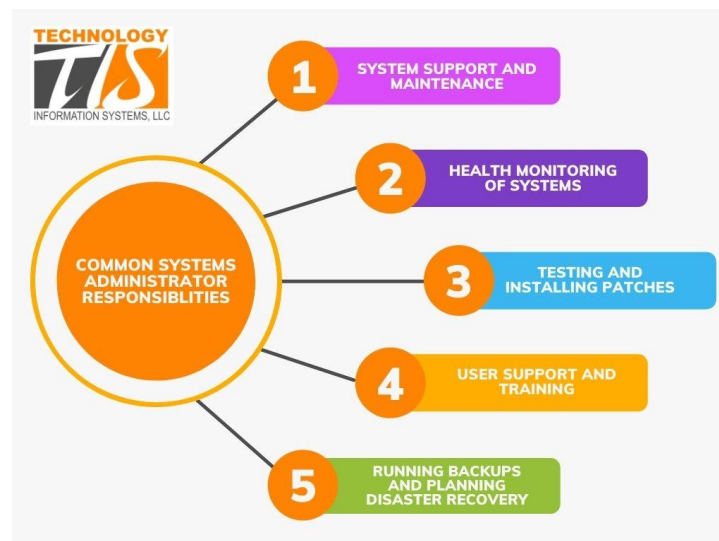 TECHNOLOGY
TIS
INFORMATION SYSTEMS, LLC
COMMON SYSTEMS
ADMINISTRATOR
RESPONSIBLITIES
1
SYSTEM SUPPORT AND
MAINTENANCE
2
HEALTH MONITORING
OF SYSTEMS
3
TESTING AND
INSTALLING PATCHES
4
USER SUPPORT AND
TRAINING
5
RUNNING BACKUPS
AND PLANNING
DISASTER RECOVERY